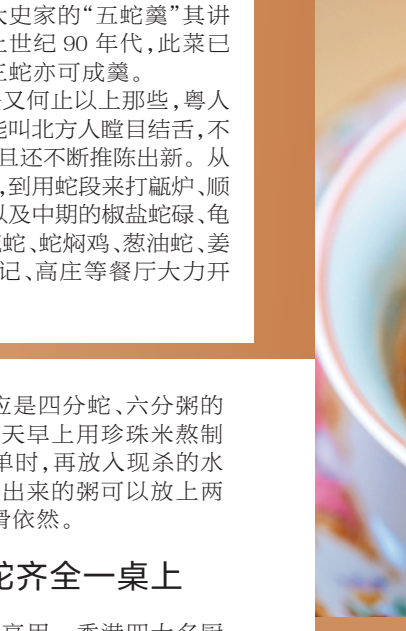 大史家的“五蛇羹”其讲
上世纪 90 年代，此菜已
三蛇亦可成羹。
又何止以上那些，粤人
能叫北方人瞠目结舌，不
且还不断推陈出新。从
，到用蛇段来打甂炉、顺
以及中期的椒盐蛇碌、龟
蛇、蛇焖鸡、葱油蛇、姜
记、高庄等餐厅大力开
应是四分蛇、六分粥的
天早上用珍珠米熬制
单时，再放入现杀的水
出来的粥可以放上两
滑依然。
蛇齐全一桌上